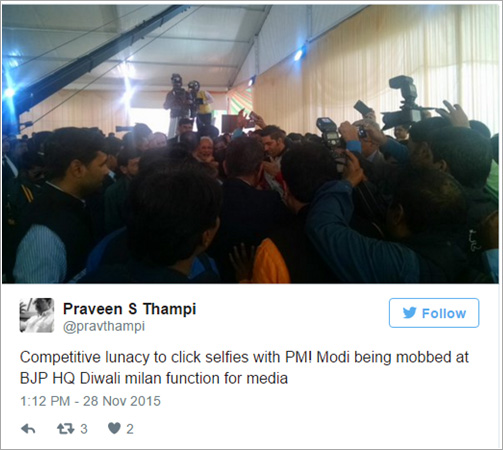 Praveen S Thampi
@pravthampi
Follow
Competitive lunacy to click selfies with PM! Modi being mobbed at
BJP HQ Diwali milan function for media
1:12 PM - 28 Nov 2015
3
2